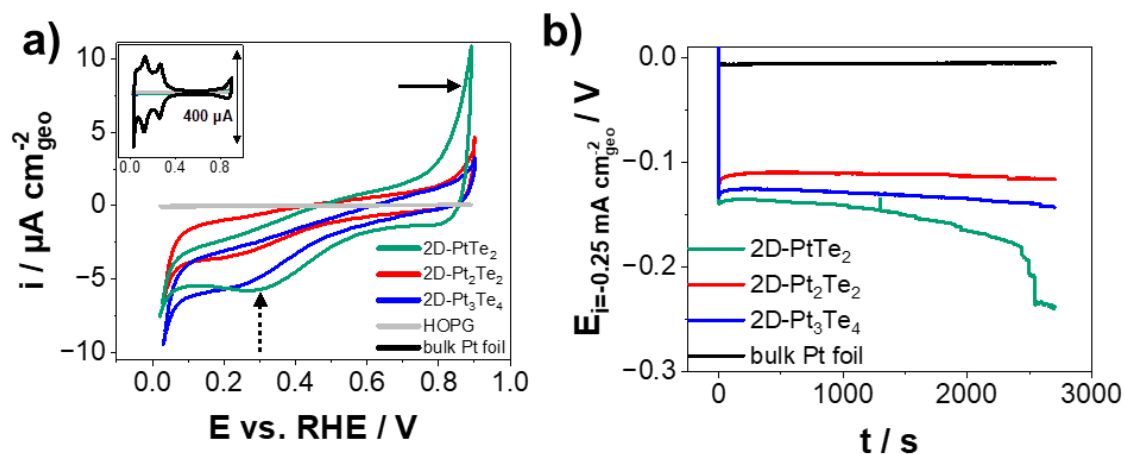 a)
i / µA cm⁻²geo
10
5
0
−5
−10
400 µA
0.0 0.4 0.8
2D-PtTe₂
2D-Pt₂Te₂
2D-Pt₃Te₄
HOPG
bulk Pt foil
0.0 0.2 0.4 0.6 0.8 1.0
E vs. RHE / V
b)
E i=-0.25 mA cm⁻²geo / V
0.0
−0.1
−0.2
−0.3
2D-PtTe₂
2D-Pt₂Te₂
2D-Pt₃Te₄
bulk Pt foil
0 1000 2000 3000
t / s